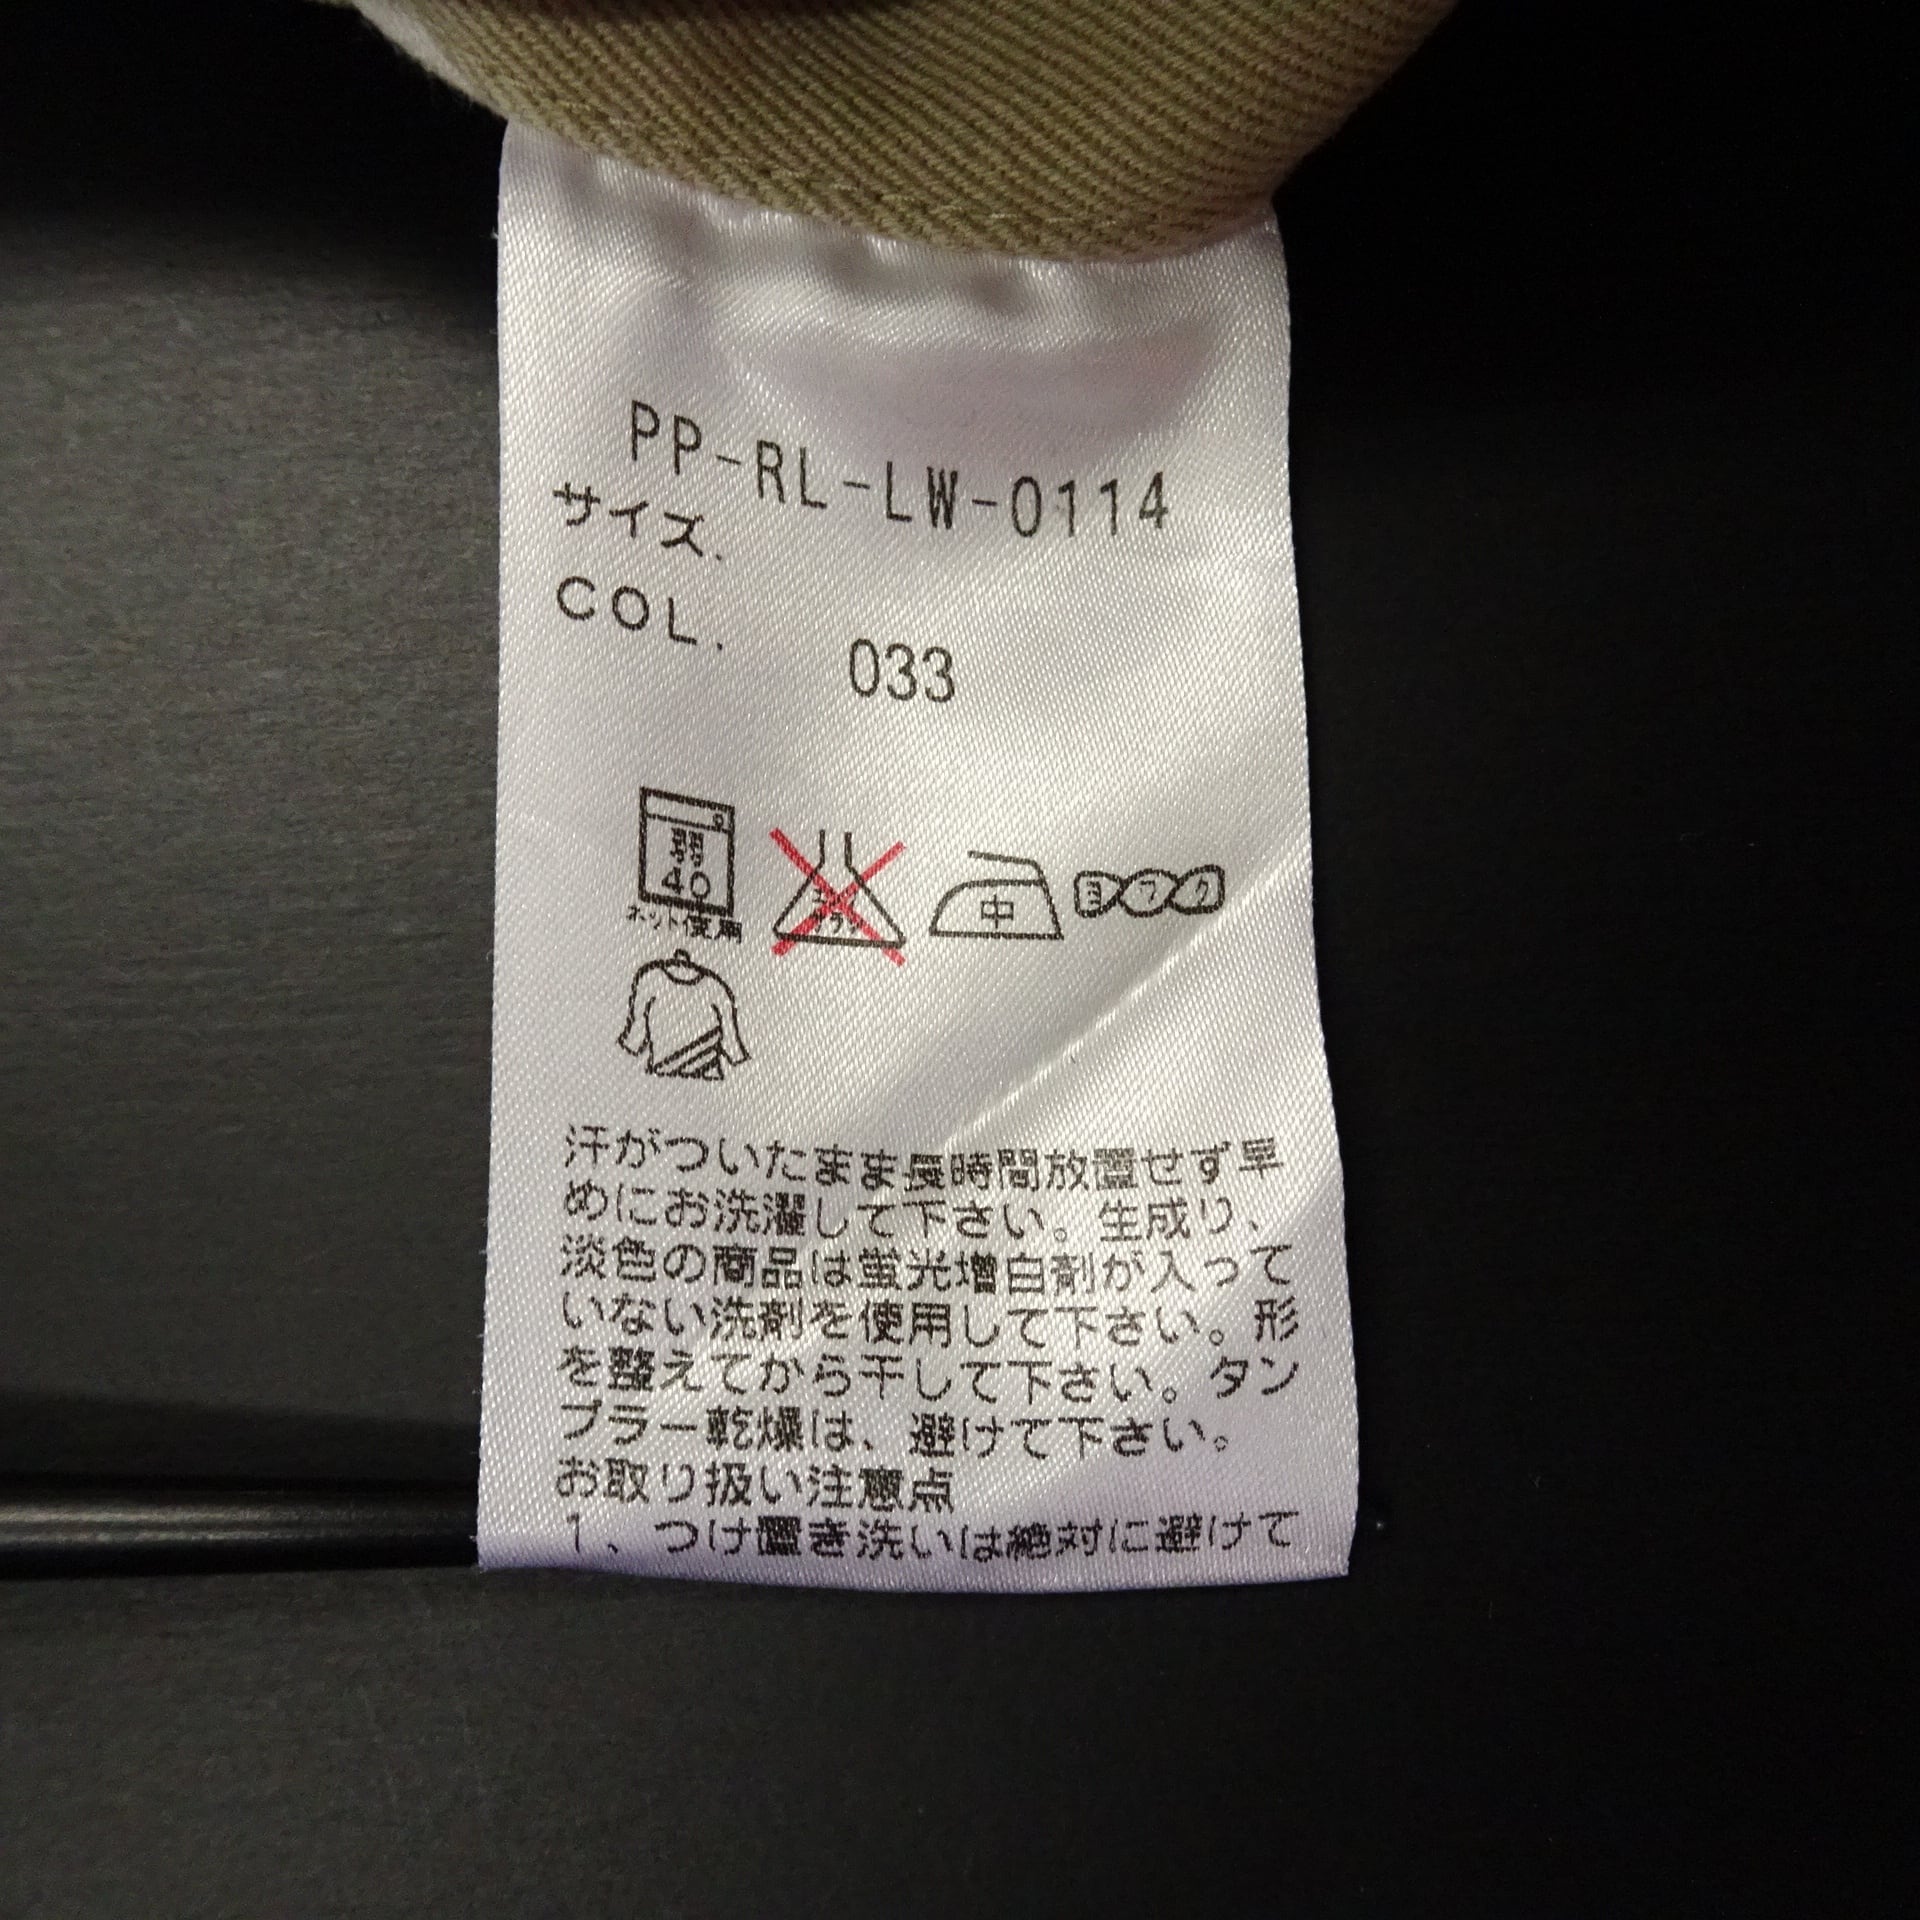 PP-RL-LW-0114
サイズ.
COL. 033
弱 40 中 ヨワク
ネット使用
汗がついたまま長時間放置せず早
めにお洗濯して下さい。生成り、
淡色の商品は蛍光増白剤が入って
いない洗剤を使用して下さい。形
を整えてから干して下さい。タン
ブラー乾燥は、避けて下さい。
お取り扱い注意点
1、つけ置き洗いは絶対に避けて